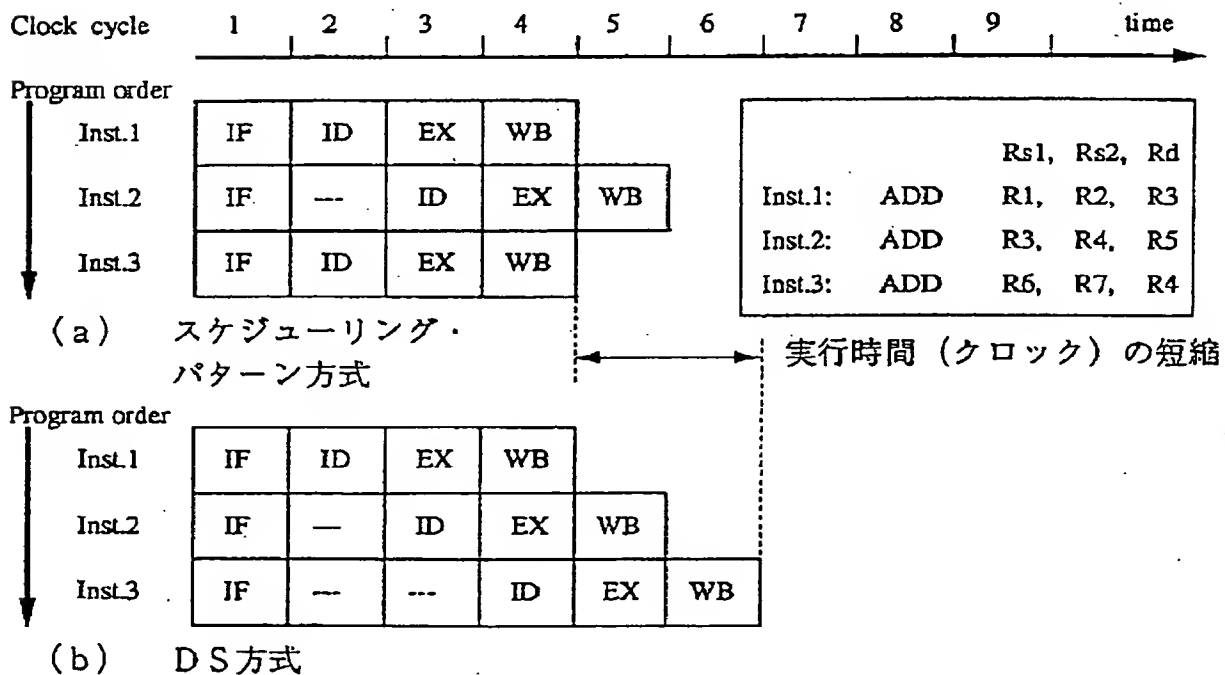 Clock cycle 1 2 3 4 5 6 7 8 9 time
Program order
Inst.1 IF ID EX WB
Inst.2 IF --- ID EX WB
Inst.3 IF ID EX WB
Rs1, Rs2, Rd
Inst.1: ADD R1, R2, R3
Inst.2: ADD R3, R4, R5
Inst.3: ADD R6, R7, R4
(a) スケジューリング・
パターン方式
実行時間(クロック)の短縮
Program order
Inst.1 IF ID EX WB
Inst.2 IF — ID EX WB
Inst.3 IF --- --- ID EX WB
(b) DS方式